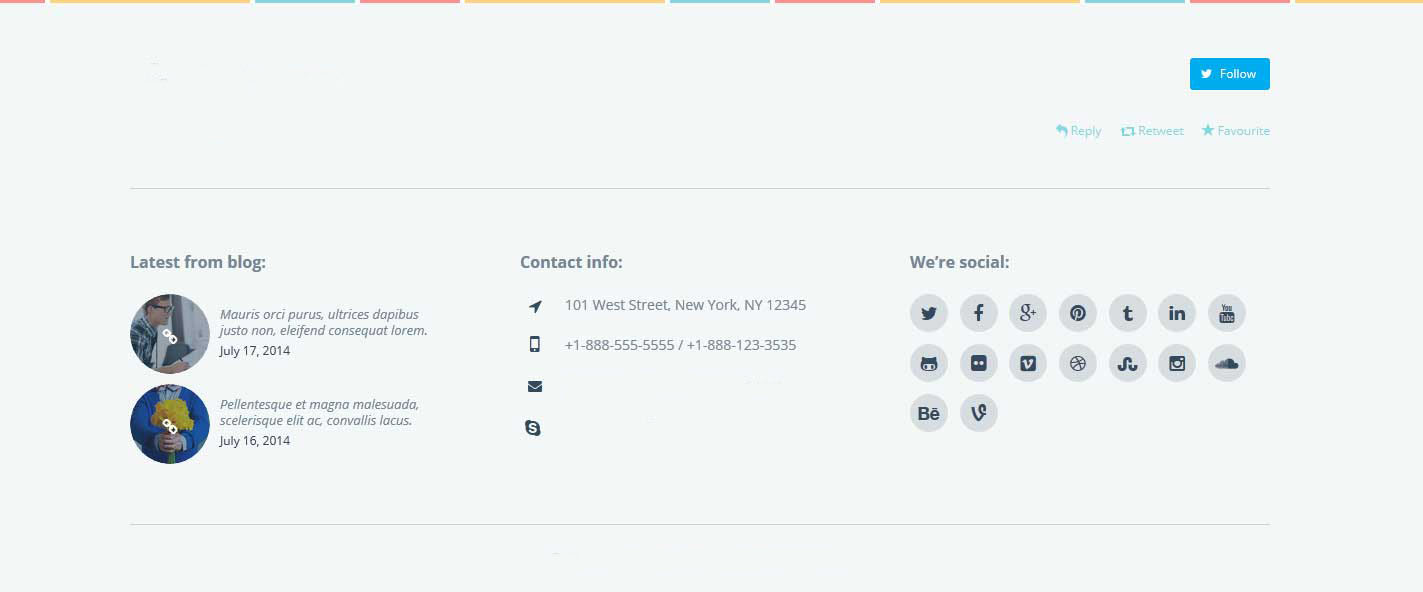 Follow
Reply Retweet Favourite
Latest from blog:
Mauris orci purus, ultrices dapibus
justo non, eleifend consequat lorem.
July 17, 2014
Pellentesque et magna malesuada,
scelerisque elit ac, convallis lacus.
July 16, 2014
Contact info:
101 West Street, New York, NY 12345
+1-888-555-5555 / +1-888-123-3535
We’re social:
You
Tube
Bē